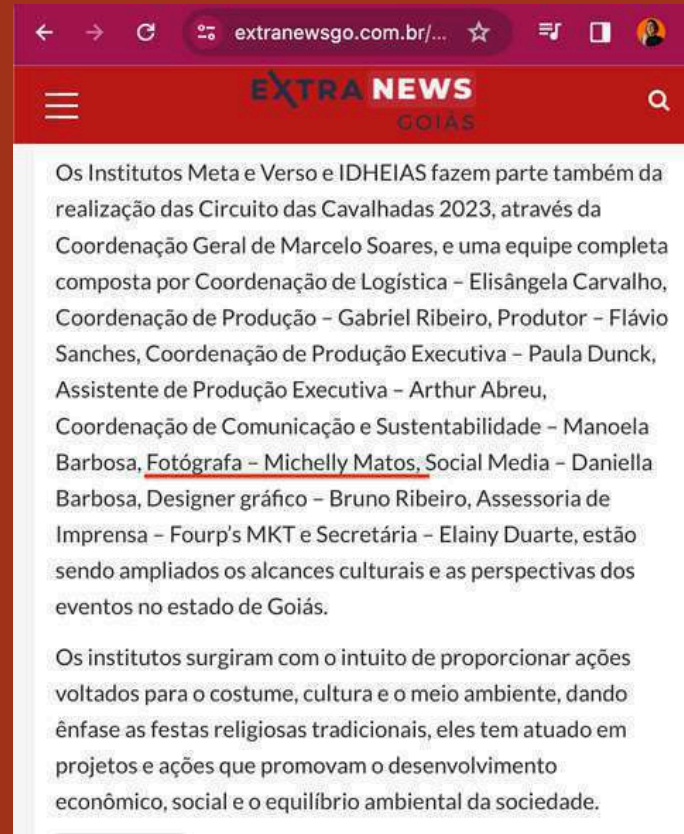 extranewsgo.com.br/...
EXTRA NEWS
GOIÁS
Os Institutos Meta e Verso e IDHEIAS fazem parte também da
realização das Circuito das Cavalhadas 2023, através da
Coordenação Geral de Marcelo Soares, e uma equipe completa
composta por Coordenação de Logística – Elisângela Carvalho,
Coordenação de Produção – Gabriel Ribeiro, Produtor – Flávio
Sanches, Coordenação de Produção Executiva – Paula Dunck,
Assistente de Produção Executiva – Arthur Abreu,
Coordenação de Comunicação e Sustentabilidade – Manoela
Barbosa, Fotógrafa – Michelly Matos, Social Media – Daniella
Barbosa, Designer gráfico – Bruno Ribeiro, Assessoria de
Imprensa – Fourp’s MKT e Secretária – Elainy Duarte, estão
sendo ampliados os alcances culturais e as perspectivas dos
eventos no estado de Goiás.
Os institutos surgiram com o intuito de proporcionar ações
voltados para o costume, cultura e o meio ambiente, dando
ênfase as festas religiosas tradicionais, eles tem atuado em
projetos e ações que promovam o desenvolvimento
econômico, social e o equilíbrio ambiental da sociedade.